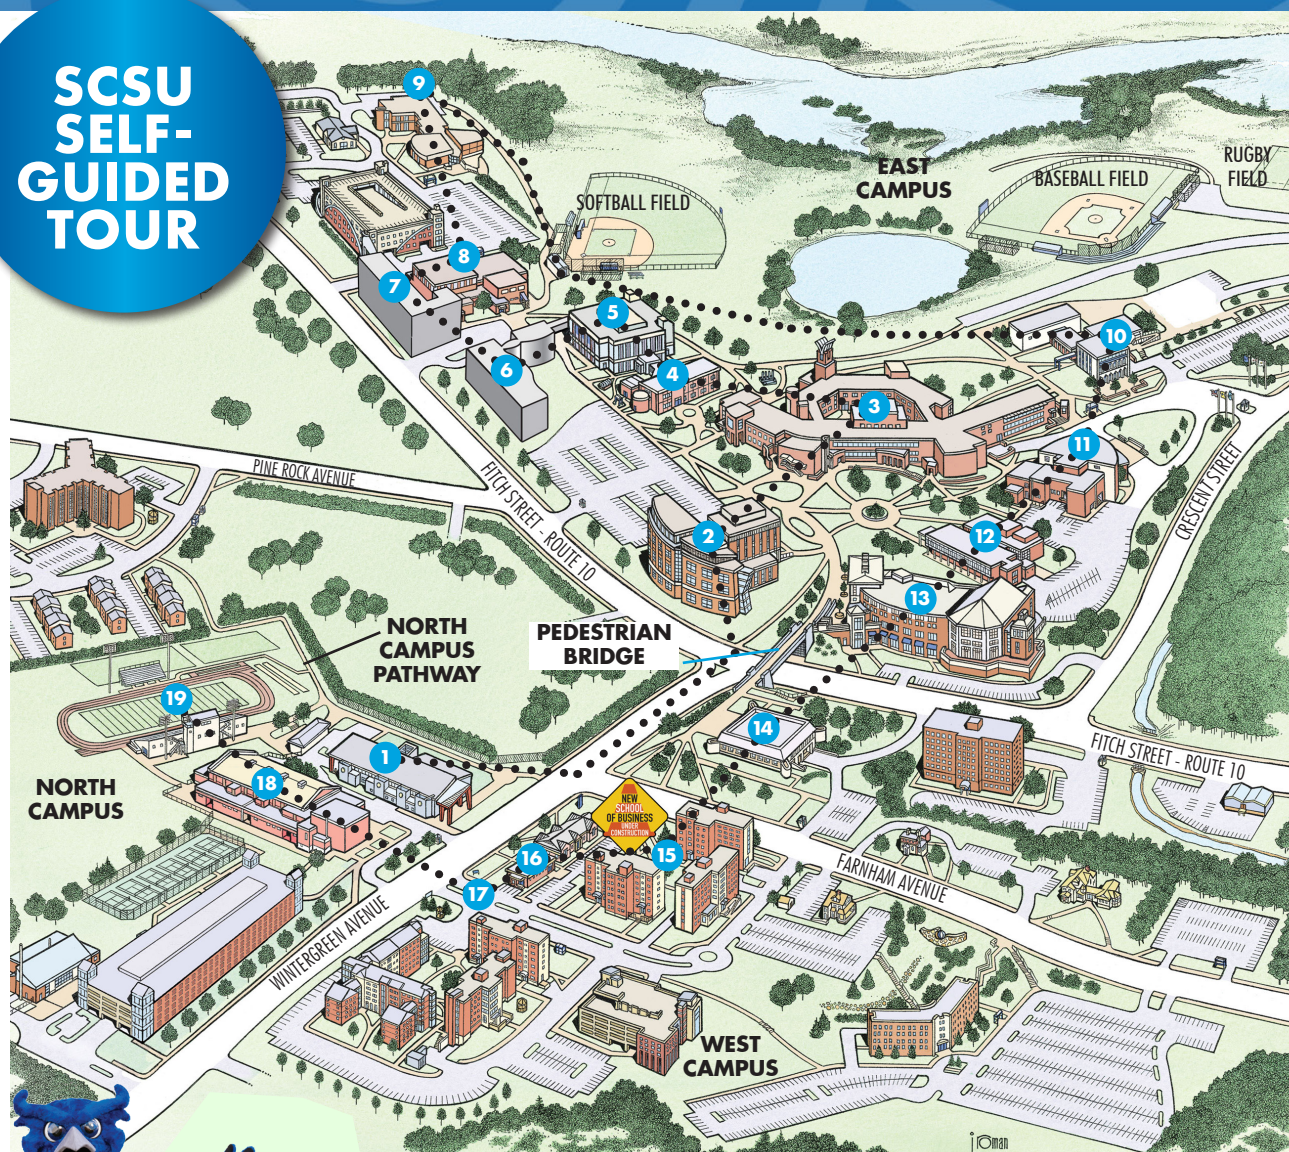 SCSU
SELF-
GUIDED
TOUR
9
EAST
CAMPUS
RUGBY
FIELD
BASEBALL FIELD
SOFTBALL FIELD
8
7
5
10
6
4
3
11
PINE ROCK AVENUE
FITCH STREET - ROUTE 10
CRESCENT STREET
2
12
13
NORTH
CAMPUS
PATHWAY
PEDESTRIAN
BRIDGE
19
14
1
FITCH STREET - ROUTE 10
18
NORTH
CAMPUS
NEW
SCHOOL
OF BUSINESS
UNDER
CONSTRUCTION
16
15
17
FARNHAM AVENUE
WINTERGREEN AVENUE
WEST
CAMPUS
j roman